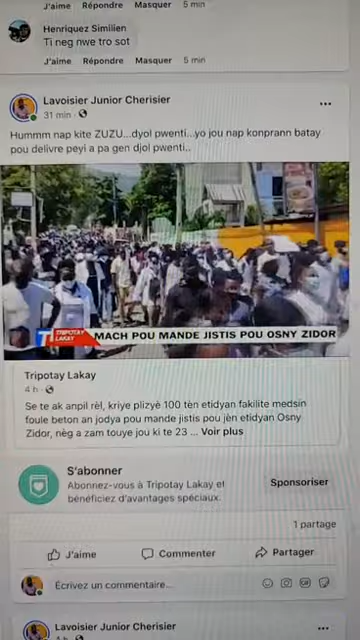 J'aime Répondre Masquer 5 min
Henriquez Similien
Ti neg nwe tro sot
J'aime Répondre Masquer 5 min
Lavoisier Junior Cherisier
31 min ·
Hummm nap kite ZUZU...dyol pwenti...yo jou nap konprann batay
pou delivre peyi a pa gen djol pwenti..
T TRIPOTAY LAKAY MACH POU MANDE JISTIS POU OSNY ZIDOR
Tripotay Lakay
4 h ·
Se te ak anpil rèl, kriye plizyè 100 tèn etidyan fakilite medsin
foule beton an jodya pou mande jistis pou jèn etidyan Osny
Zidor, nèg a zam touye jou ki te 23 ... Voir plus
S'abonner
Abonnez-vous à Tripotay Lakay et
bénéficiez d'avantages spéciaux.
Sponsoriser
1 partage
J'aime Commenter Partager
Écrivez un commentaire...
GIF
Lavoisier Junior Cherisier
4 h ·